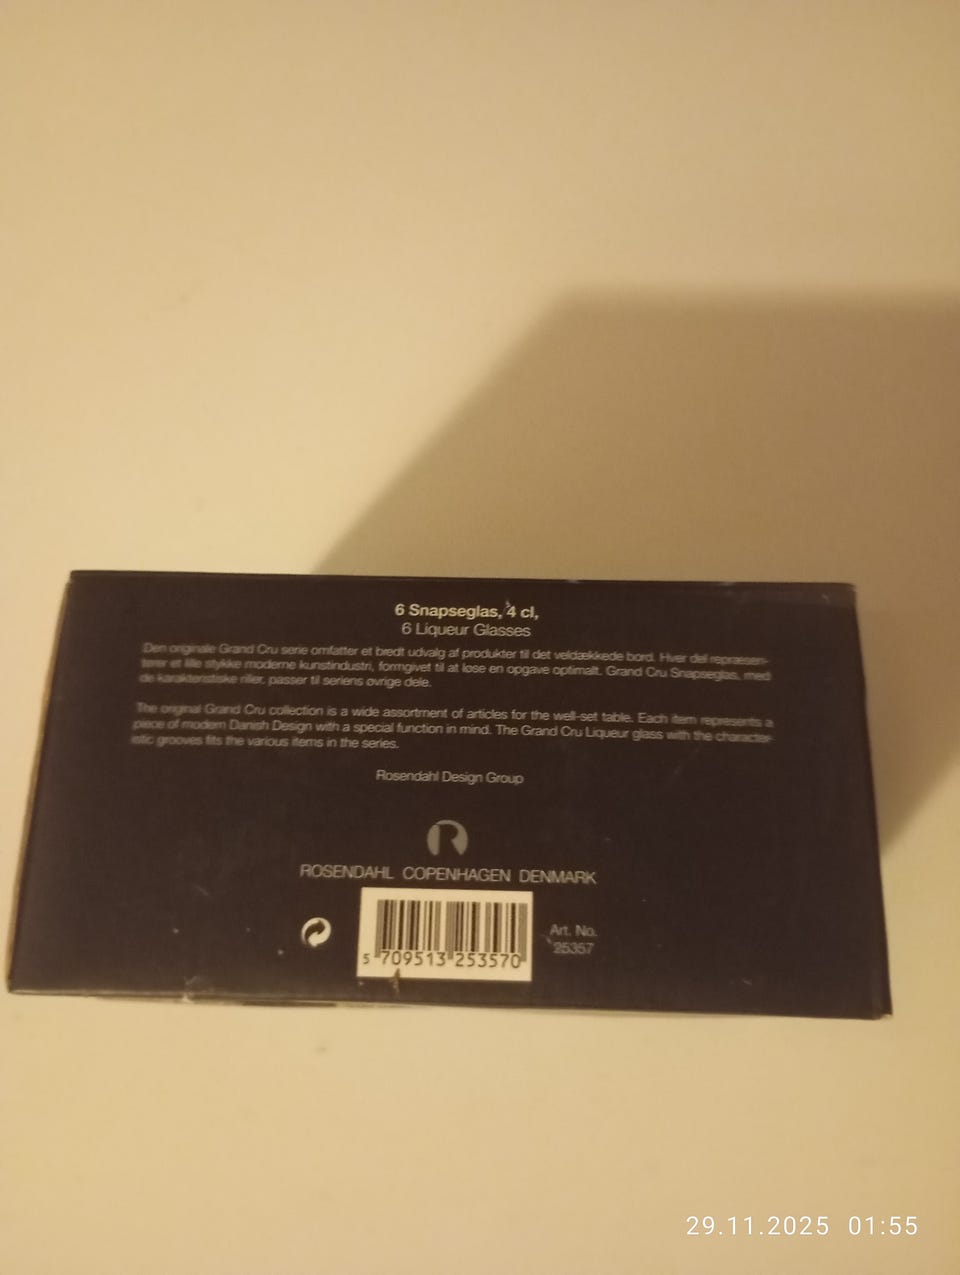 6 Snapseglas, 4 cl,
6 Liqueur Glasses
Den originale Grand Cru serie omfatter et bredt udvalg af produkter til det veldækkede bord. Hver del repræsen-
terer et lille stykke moderne kunstindustri, formgivet til at løse en opgave optimalt. Grand Cru Snapseglas, med
de karakteristiske riller, passer til seriens øvrige dele.
The original Grand Cru collection is a wide assortment of articles for the well-set table. Each item represents a
piece of modern Danish Design with a special function in mind. The Grand Cru Liqueur glass with the character-
istic grooves fits the various items in the series.
Rosendahl Design Group
R
ROSENDAHL COPENHAGEN DENMARK
Art. No.
25357
5 709513 253570
29.11.2025 01:55